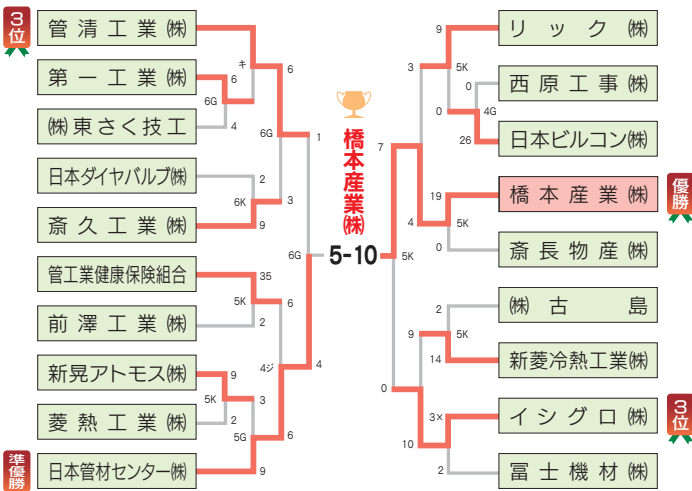 3位
管清工業㈱
第一工業㈱
㈱東さく技工
日本ダイヤバルブ㈱
斎久工業㈱
管工業健康保険組合
前澤工業㈱
新晃アトモス㈱
菱熱工業㈱
日本管材センター㈱
準優勝
キ
6
6G
4
6
6G
2
6K
9
3
1
35
5K
2
6
6G
4ジ
4
9
5K
2
3
5G
6
9
橋本産業㈱
5-10
リック㈱
西原工事㈱
日本ビルコン㈱
橋本産業㈱
優勝
斎長物産㈱
㈱古島
新菱冷熱工業㈱
イシグロ㈱
3位
冨士機材㈱
9
3
5K
0
0
4G
26
7
19
4
5K
0
5K
2
9
5K
14
0
3×
10
2